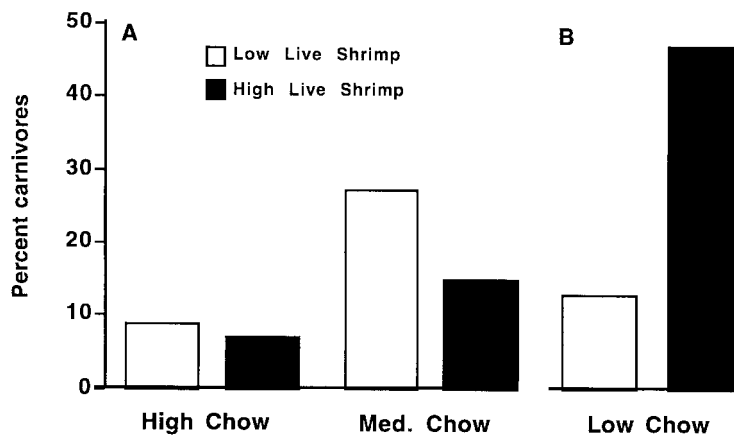 50
40
30
20
10
0
Percent carnivores
A
B
Low Live Shrimp
High Live Shrimp
High Chow
Med. Chow
Low Chow